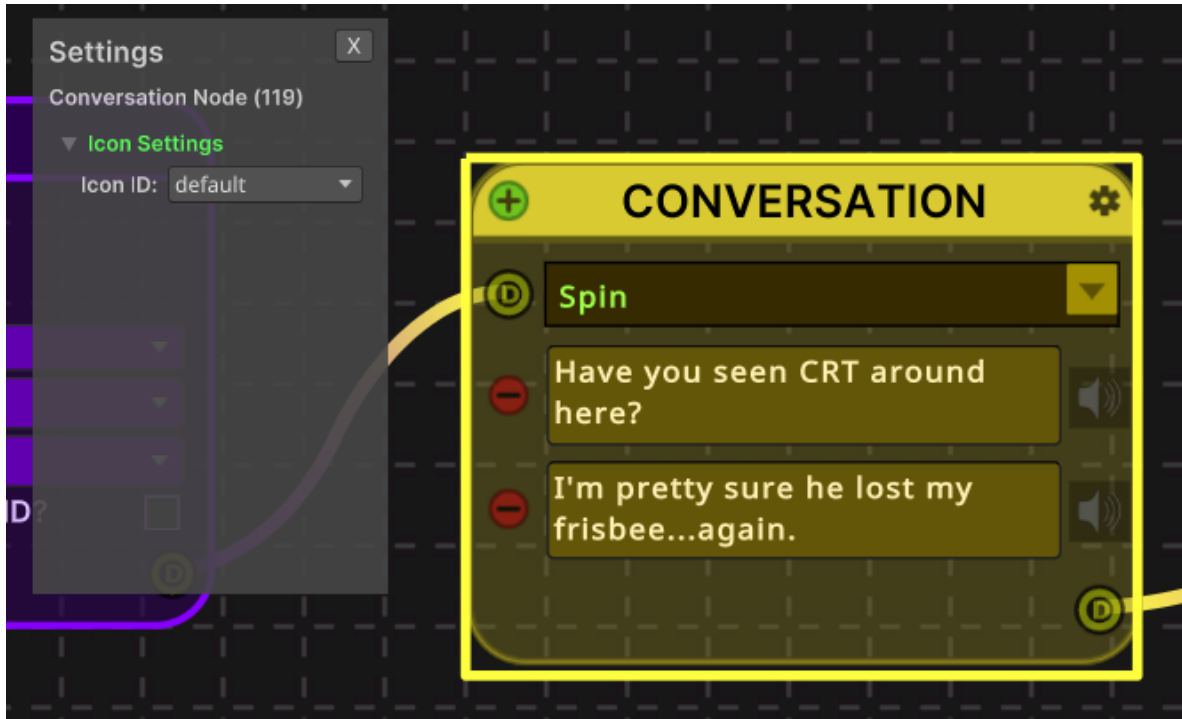 Settings
X
Conversation Node (119)
Icon Settings
Icon ID: default
ID?
D
CONVERSATION
D
Spin
Have you seen CRT around
here?
I'm pretty sure he lost my
frisbee...again.
D